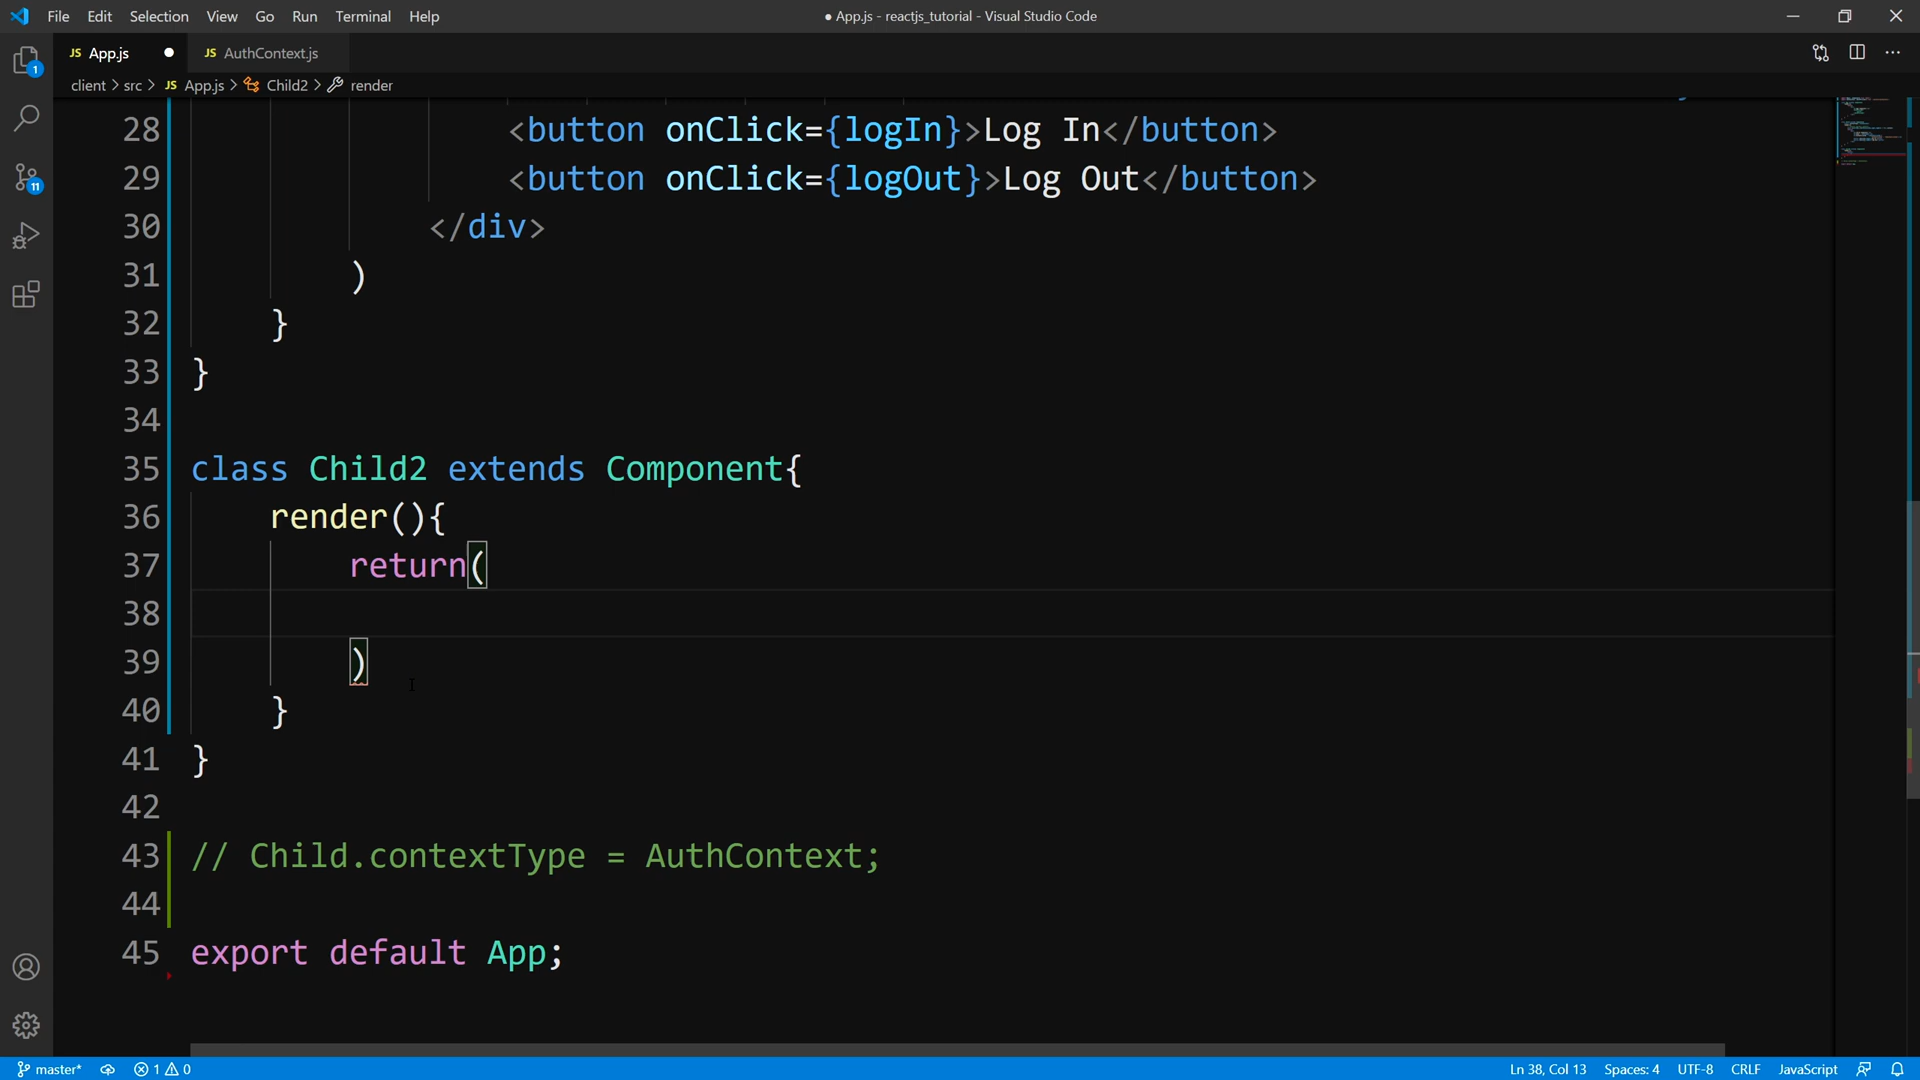 File Edit Selection View Go Run Terminal Help
● App.js - reactjs_tutorial - Visual Studio Code
JS App.js ● JS AuthContext.js
client > src > JS App.js > Child2 > render
1
11
28 <button onClick={logIn}>Log In</button>
29 <button onClick={logOut}>Log Out</button>
30 </div>
31 )
32 }
33 }
34
35 class Child2 extends Component{
36 render(){
37 return(
38
39 )
40 }
41 }
42
43 // Child.contextType = AuthContext;
44
45 export default App;
master* 1 0 Ln 38, Col 13 Spaces: 4 UTF-8 CRLF JavaScript